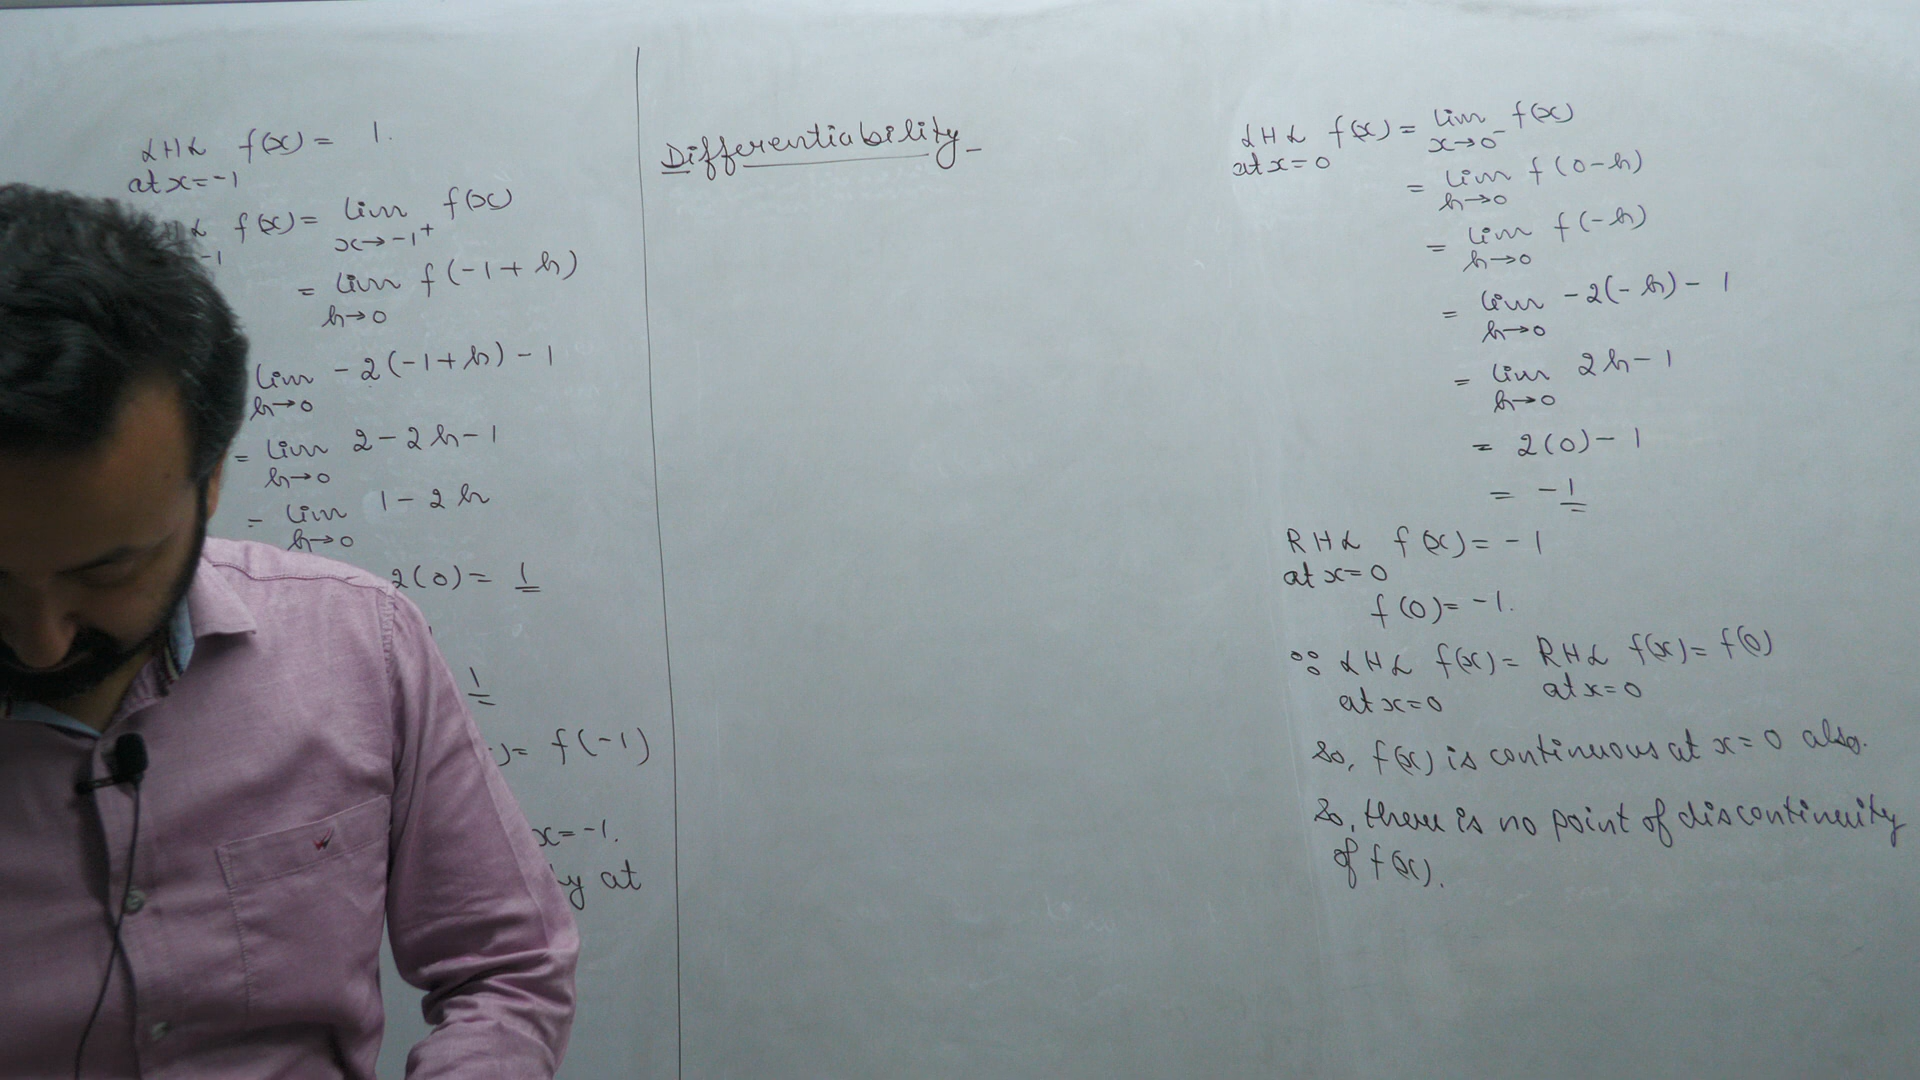 LHL f(x) = 1.
at x=-1
f(x) = lim f(x)
-1 x→-1⁺
= lim f(-1+h)
h→0
lim -2(-1+h)-1
h→0
= lim 2-2h-1
h→0
= lim 1-2h
h→0
2(0) = 1
1
)= f(-1)
x=-1.
at
Differentiability-
LHL f(x) = lim f(x)
at x=0 x→0⁻
= lim f(0-h)
h→0
= lim f(-h)
h→0
= lim -2(-h)-1
h→0
= lim 2h-1
h→0
= 2(0)-1
= -1
RHL f(x) = -1
at x=0
f(0) = -1.
∵ LHL f(x) = RHL f(x) = f(0)
at x=0 at x=0
So, f(x) is continuous at x=0 also.
So, there is no point of discontinuity
of f(x).